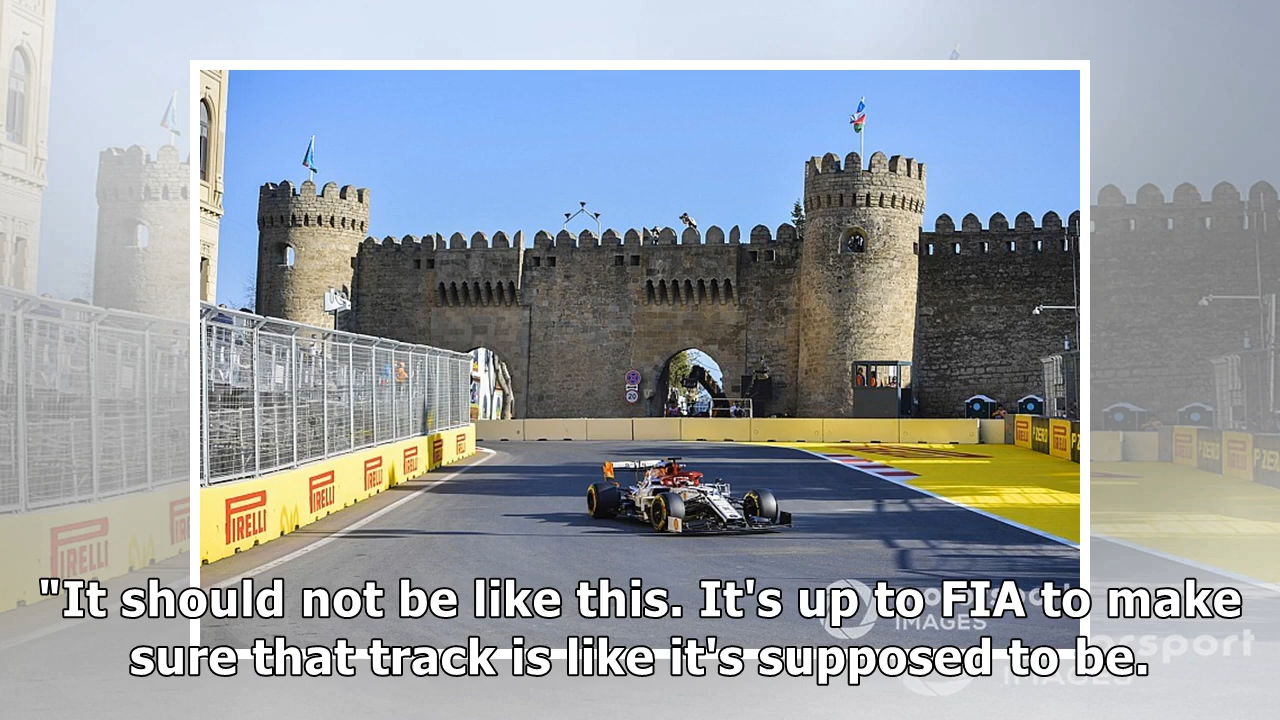 PIRELLI
PIRELLI
PIRELLI
PIRELLI
"It should not be like this. It's up to FIA to make
IMAGES
sure that track is like it's supposed to be.